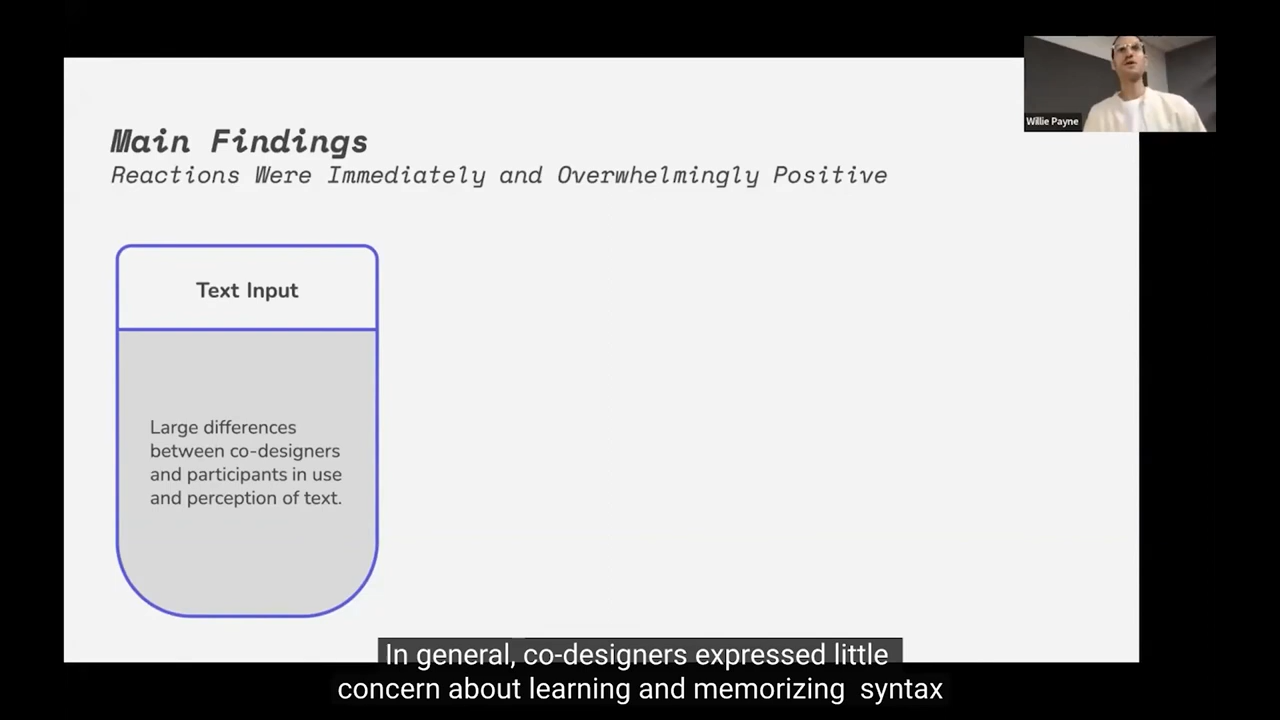 Main Findings
Reactions Were Immediately and Overwhelmingly Positive
Willie Payne
Text Input
Large differences
between co-designers
and participants in use
and perception of text.
In general, co-designers expressed little
concern about learning and memorizing syntax